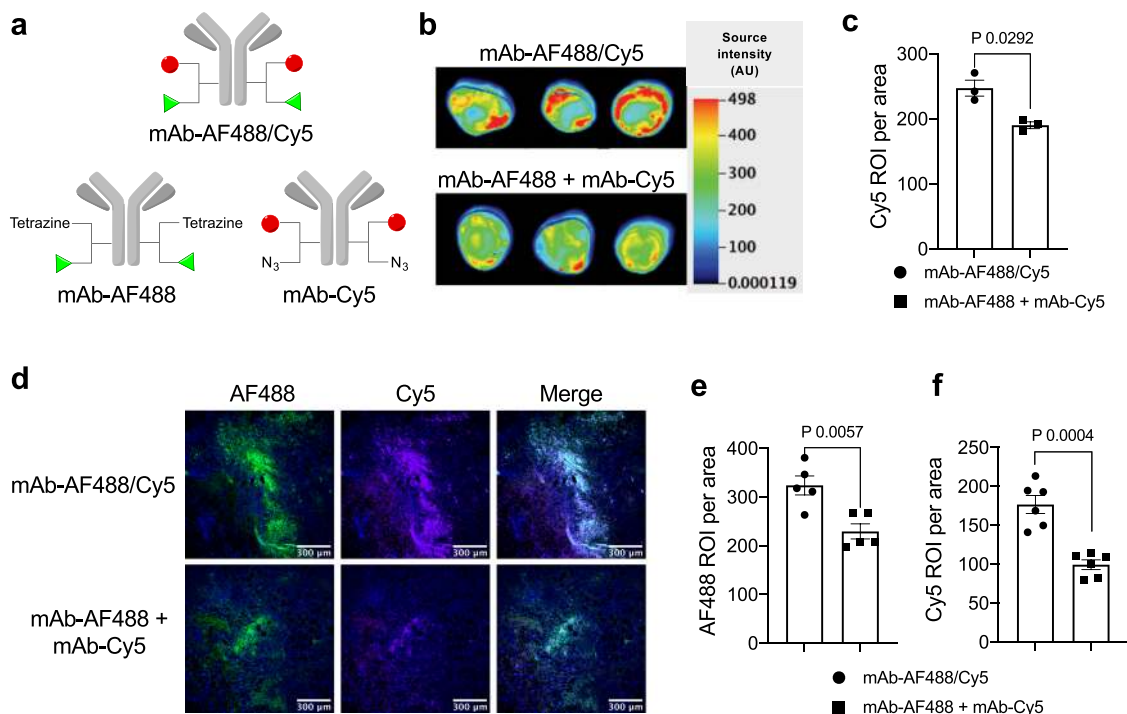 a
mAb-AF488/Cy5
Tetrazine
Tetrazine
mAb-AF488
N3
N3
mAb-Cy5
b
mAb-AF488/Cy5
mAb-AF488 + mAb-Cy5
Source
intensity
(AU)
498
400
300
200
100
0.000119
c
P 0.0292
Cy5 ROI per area
300
200
100
0
mAb-AF488/Cy5
mAb-AF488 + mAb-Cy5
d
AF488
Cy5
Merge
mAb-AF488/Cy5
300 µm
300 µm
300 µm
mAb-AF488 +
mAb-Cy5
300 µm
300 µm
300 µm
e
P 0.0057
AF488 ROI per area
400
300
200
0
f
P 0.0004
Cy5 ROI per area
200
150
100
50
0
mAb-AF488/Cy5
mAb-AF488 + mAb-Cy5